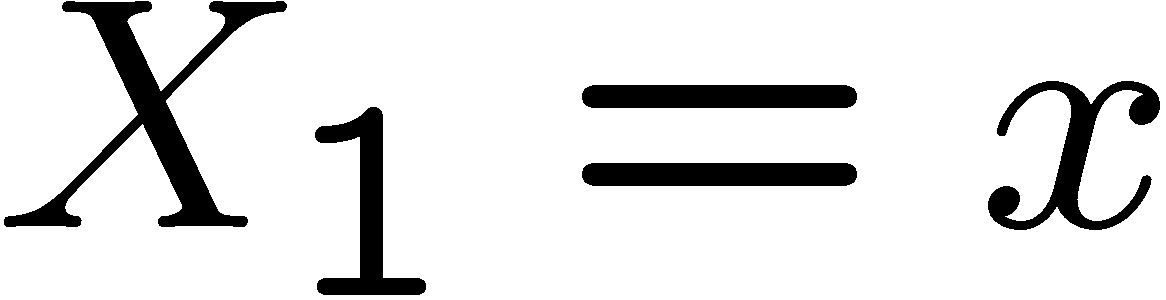 X₁ = x